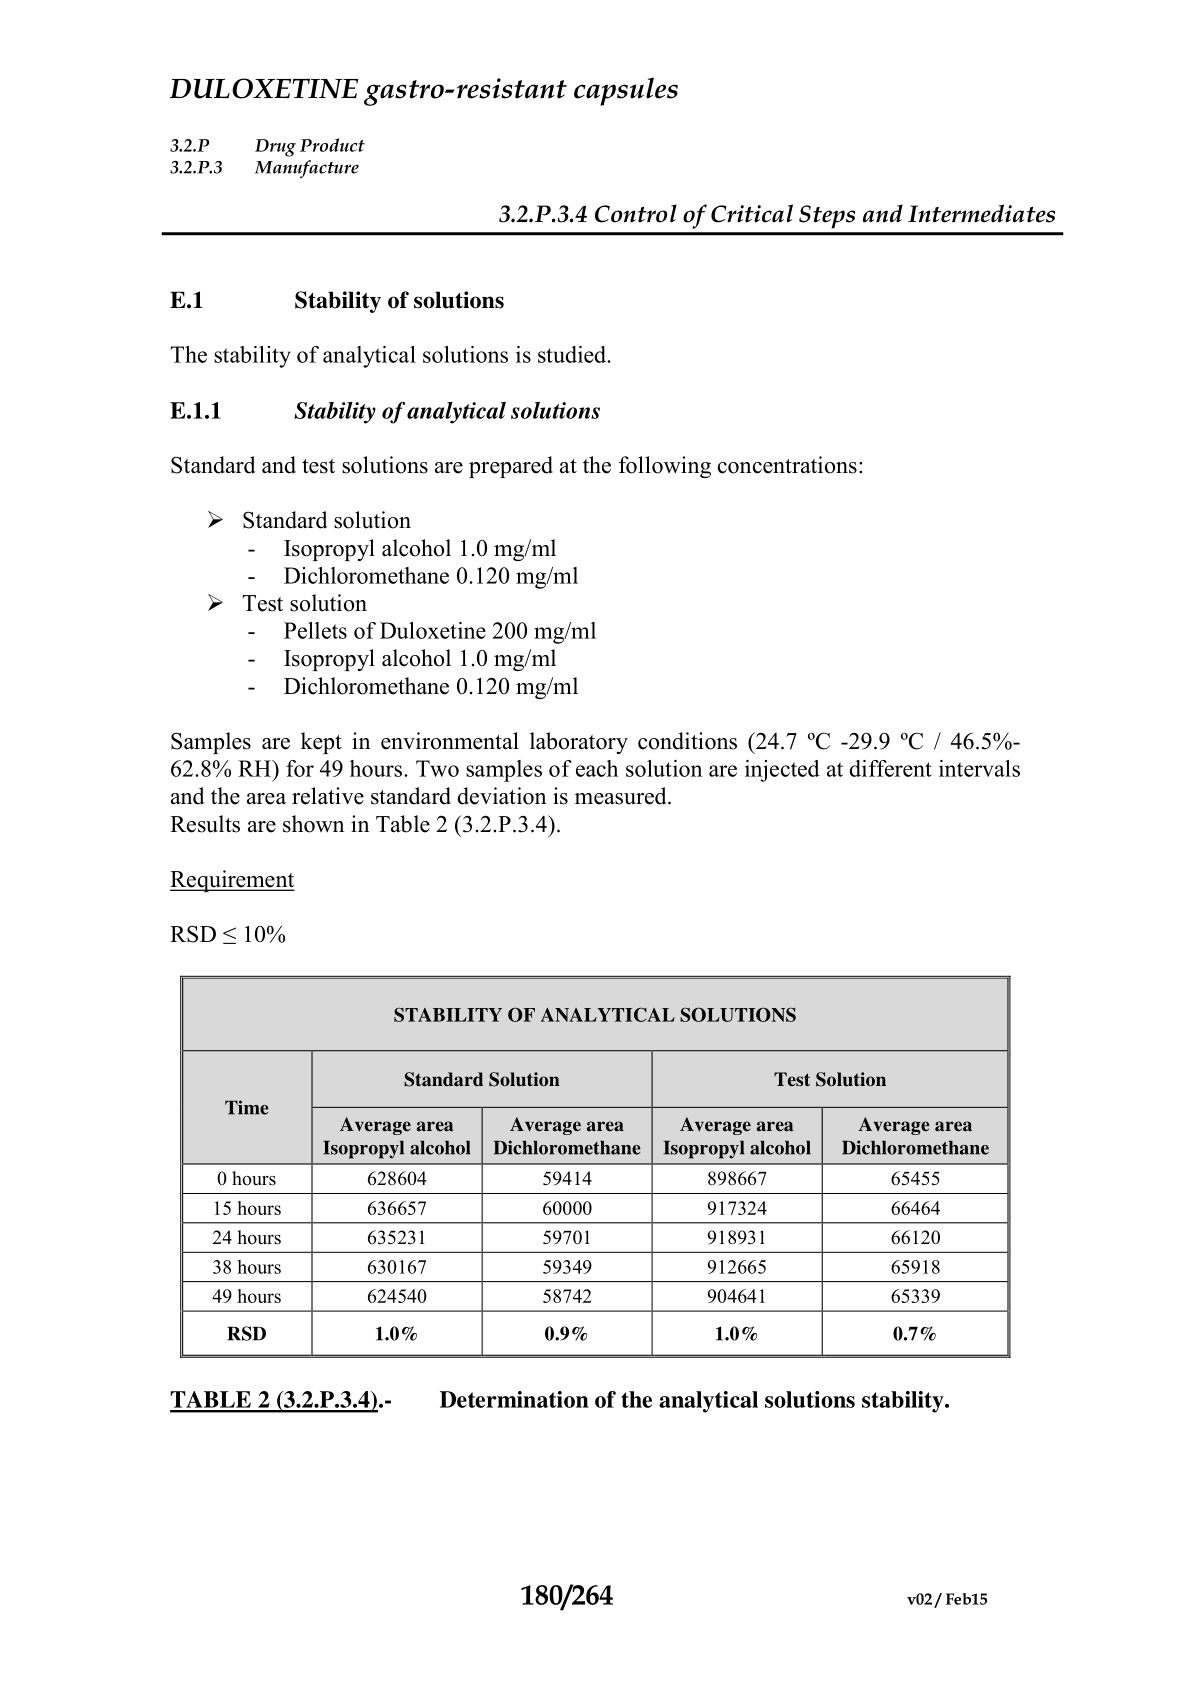 DULOXETINE gastro-resistant capsules
3.2.P Drug Product
3.2.P.3 Manufacture
3.2.P.3.4 Control of Critical Steps and Intermediates
E.1 Stability of solutions
The stability of analytical solutions is studied.
E.1.1 Stability of analytical solutions
Standard and test solutions are prepared at the following concentrations:
➢ Standard solution
- Isopropyl alcohol 1.0 mg/ml
- Dichloromethane 0.120 mg/ml
➢ Test solution
- Pellets of Duloxetine 200 mg/ml
- Isopropyl alcohol 1.0 mg/ml
- Dichloromethane 0.120 mg/ml
Samples are kept in environmental laboratory conditions (24.7 ºC -29.9 ºC / 46.5%-
62.8% RH) for 49 hours. Two samples of each solution are injected at different intervals
and the area relative standard deviation is measured.
Results are shown in Table 2 (3.2.P.3.4).
Requirement
RSD ≤ 10%
STABILITY OF ANALYTICAL SOLUTIONS
Time Standard Solution Test Solution
Average area Average area Average area Average area
Isopropyl alcohol Dichloromethane Isopropyl alcohol Dichloromethane
0 hours 628604 59414 898667 65455
15 hours 636657 60000 917324 66464
24 hours 635231 59701 918931 66120
38 hours 630167 59349 912665 65918
49 hours 624540 58742 904641 65339
RSD 1.0% 0.9% 1.0% 0.7%
TABLE 2 (3.2.P.3.4).- Determination of the analytical solutions stability.
180/264 v02 / Feb15